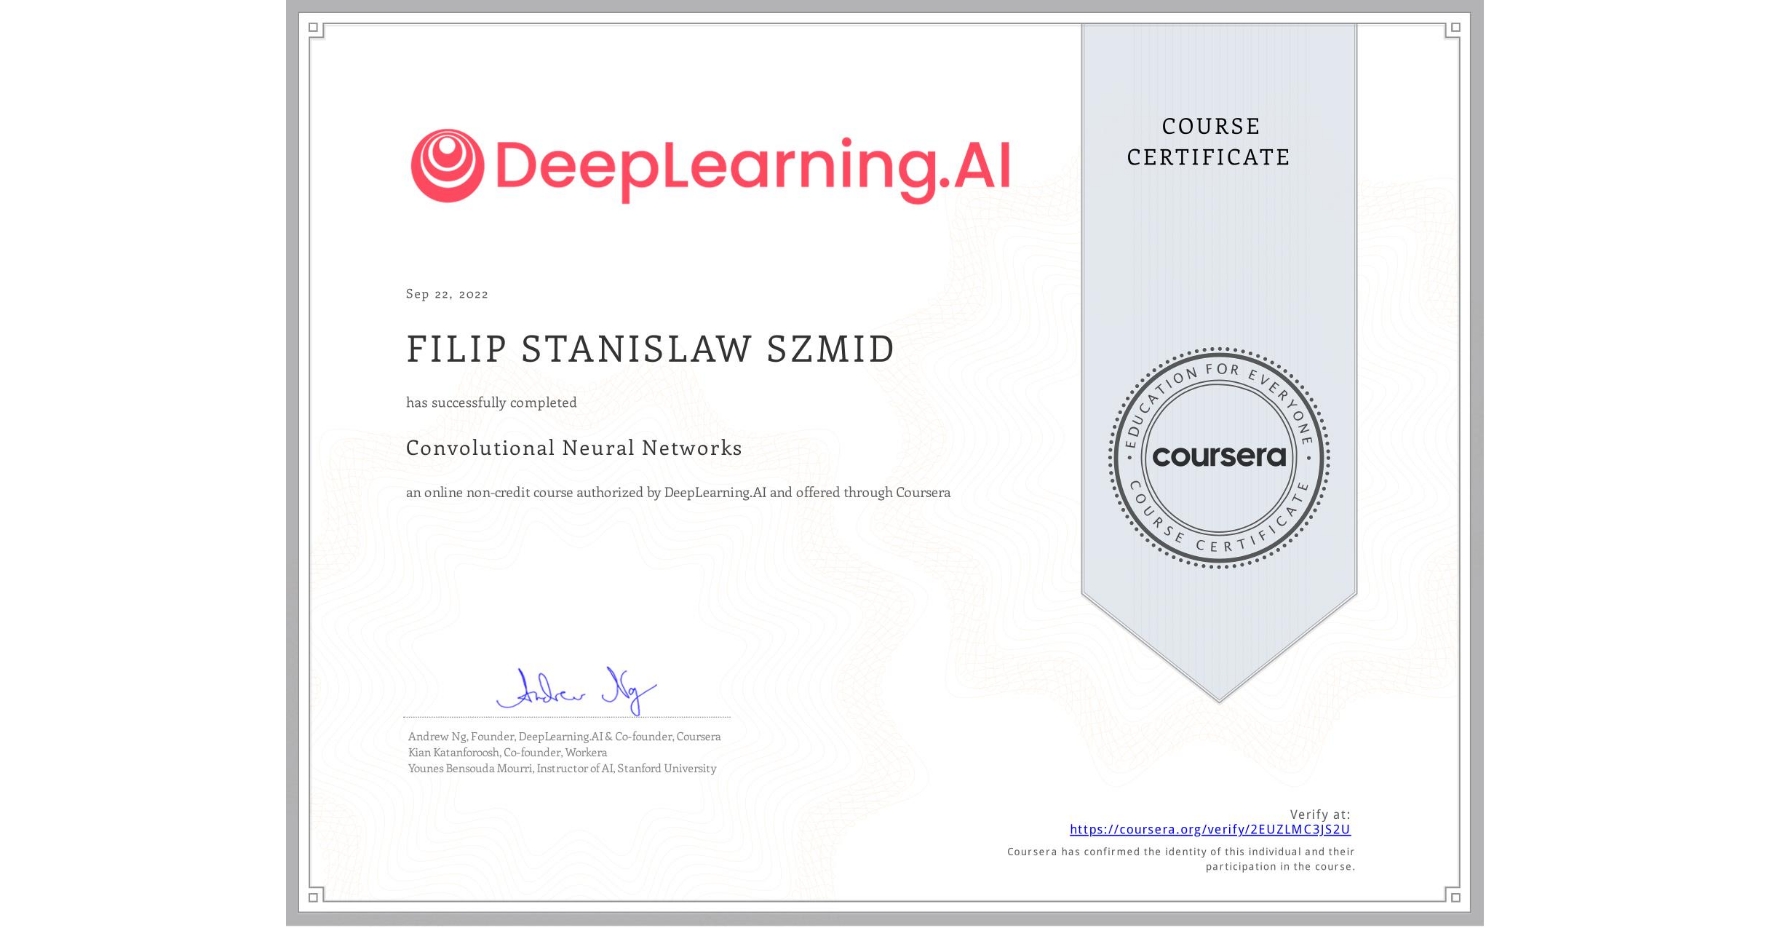 DeepLearning.AI
COURSE
CERTIFICATE
Sep 22, 2022
FILIP STANISLAW SZMID
has successfully completed
Convolutional Neural Networks
an online non-credit course authorized by DeepLearning.AI and offered through Coursera
EDUCATION FOR EVERYONE
coursera
COURSE CERTIFICATE
Andrew Ng
Andrew Ng, Founder, DeepLearning.AI & Co-founder, Coursera
Kian Katanforoosh, Co-founder, Workera
Younes Bensouda Mourri, Instructor of AI, Stanford University
Verify at:
https://coursera.org/verify/2EUZLMC3JS2U
Coursera has confirmed the identity of this individual and their
participation in the course.